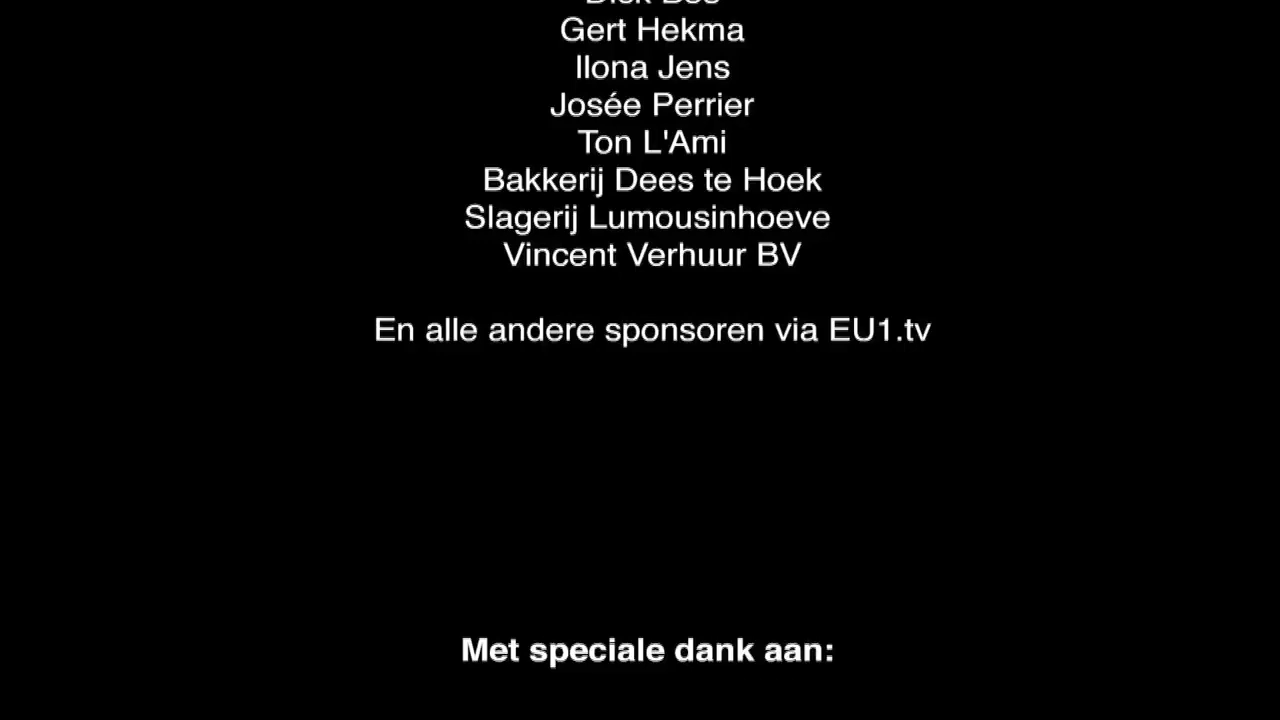 Gert Hekma
Ilona Jens
Josée Perrier
Ton L'Ami
Bakkerij Dees te Hoek
Slagerij Lumousinhoeve
Vincent Verhuur BV
En alle andere sponsoren via EU1.tv
Met speciale dank aan: